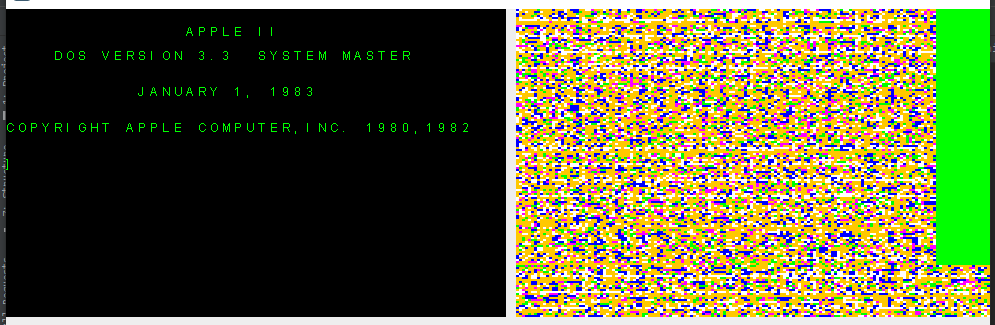 APPLE II
DOS VERSION 3.3 SYSTEM MASTER
JANUARY 1, 1983
COPYRIGHT APPLE COMPUTER,INC. 1980,1982